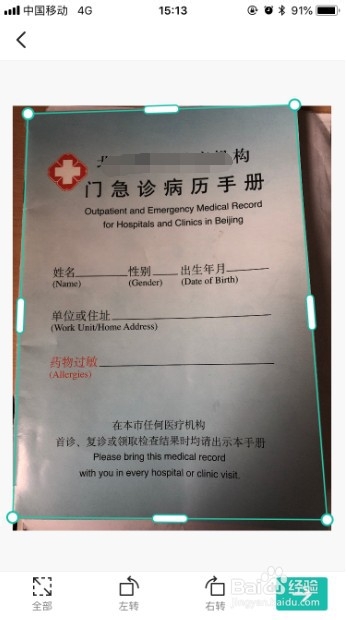 中国移动 4G 15:13 91%
机构
门急诊病历手册
Outpatient and Emergency Medical Record
for Hospitals and Clinics in Beijing
姓名 性别 出生年月
(Name) (Gender) (Date of Birth)
单位或住址
(Work Unit/Home Address)
药物过敏
(Allergies)
在本市任何医疗机构
首诊、复诊或领取检查结果时均请出示本手册
Please bring this medical record
with you in every hospital or clinic visit.
全部 左转 右转
Baidu 经验
jingyan.baidu.com